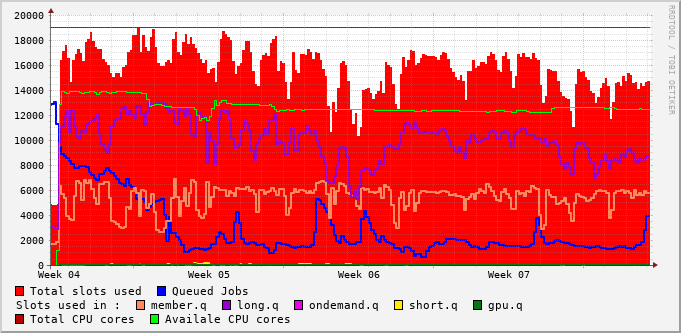 20000
18000
16000
14000
12000
10000
8000
6000
4000
2000
0
Week 04 Week 05 Week 06 Week 07
Total slots used Queued Jobs
Slots used in : member.q long.q ondemand.q short.q gpu.q
Total CPU cores Availale CPU cores
RRDTOOL / TOBI OETIKER